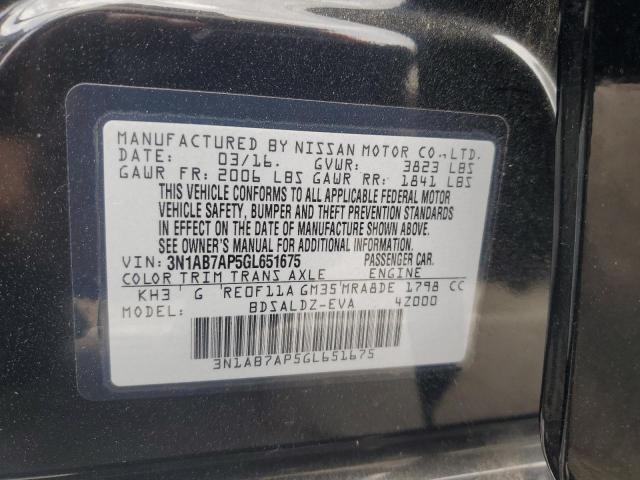 MANUFACTURED BY NISSAN MOTOR CO., LTD.
DATE: 03/16. GVWR: 3823 LBS
GAWR FR: 2006 LBS GAWR RR: 1841 LBS
THIS VEHICLE CONFORMS TO ALL APPLICABLE FEDERAL MOTOR
VEHICLE SAFETY, BUMPER AND THEFT PREVENTION STANDARDS
IN EFFECT ON THE DATE OF MANUFACTURE SHOWN ABOVE.
SEE OWNER'S MANUAL FOR ADDITIONAL INFORMATION.
VIN: 3N1AB7AP5GL651675 PASSENGER CAR.
COLOR TRIM TRANS AXLE ENGINE
KH3 G RE0F11A GM35 MRA8DE 1798 CC
MODEL: BDSALDZ-EVA 4Z000
3N1AB7AP5GL651675